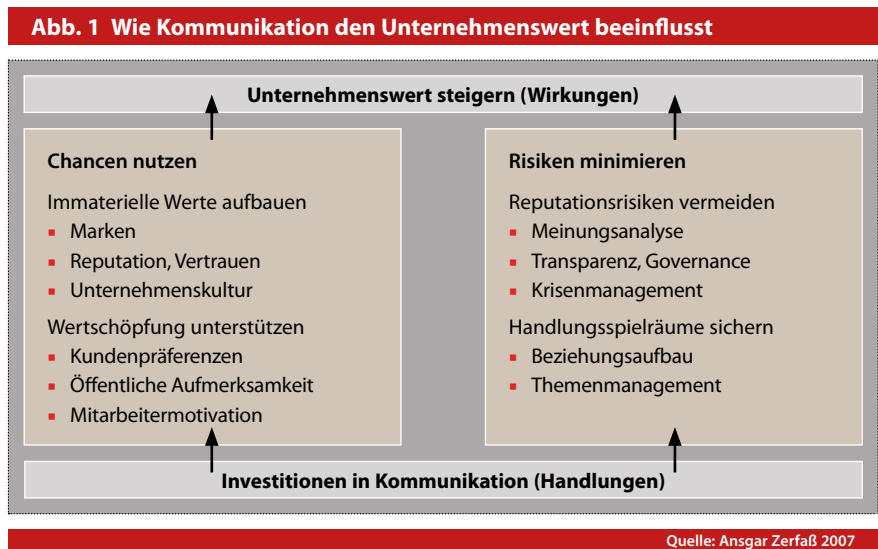 Abb. 1 Wie Kommunikation den Unternehmenswert beeinflusst
Unternehmenswert steigern (Wirkungen)
Chancen nutzen
Immaterielle Werte aufbauen
▪ Marken
▪ Reputation, Vertrauen
▪ Unternehmenskultur
Wertschöpfung unterstützen
▪ Kundenpräferenzen
▪ Öffentliche Aufmerksamkeit
▪ Mitarbeitermotivation
Risiken minimieren
Reputationsrisiken vermeiden
▪ Meinungsanalyse
▪ Transparenz, Governance
▪ Krisenmanagement
Handlungsspielräume sichern
▪ Beziehungsaufbau
▪ Themenmanagement
Investitionen in Kommunikation (Handlungen)
Quelle: Ansgar Zerfaß 2007